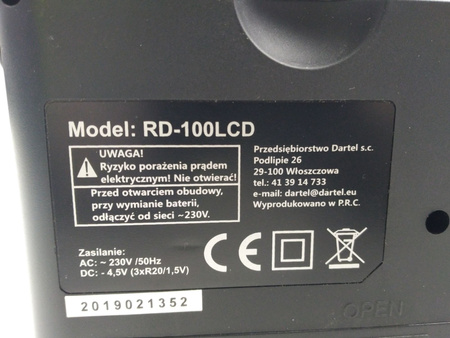 Model: RD-100LCD
UWAGA!
Ryzyko porażenia prądem
elektrycznym! Nie otwierać!
Przed otwarciem obudowy,
przy wymianie baterii,
odłączyć od sieci ~230V.
Przedsiębiorstwo Dartel s.c.
Podlipie 26
29-100 Włoszczowa
tel.: 41 39 14 733
e-mail: dartel@dartel.eu
Wyprodukowano w P.R.C.
Zasilanie:
AC: ~ 230V /50Hz
DC: - 4,5V (3xR20/1,5V)
CE
2019021352
OPEN